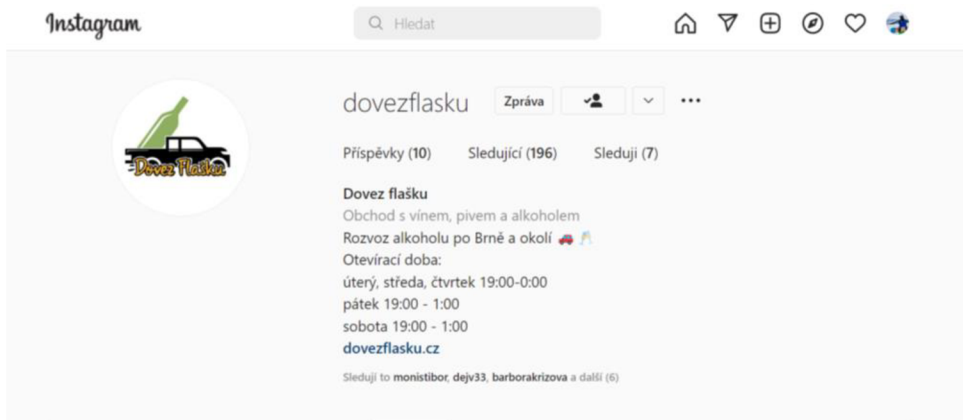 Instagram
Hledat
dovezflasku
Zpráva
Příspěvky (10) Sledující (196) Sleduji (7)
Dovez Flašku
Dovez flašku
Obchod s vínem, pivem a alkoholem
Rozvoz alkoholu po Brně a okolí 🚗 🥂
Otevírací doba:
úterý, středa, čtvrtek 19:00-0:00
pátek 19:00 - 1:00
sobota 19:00 - 1:00
dovezflasku.cz
Sledují to monistibor, dejv33, barborakrizova a další (6)